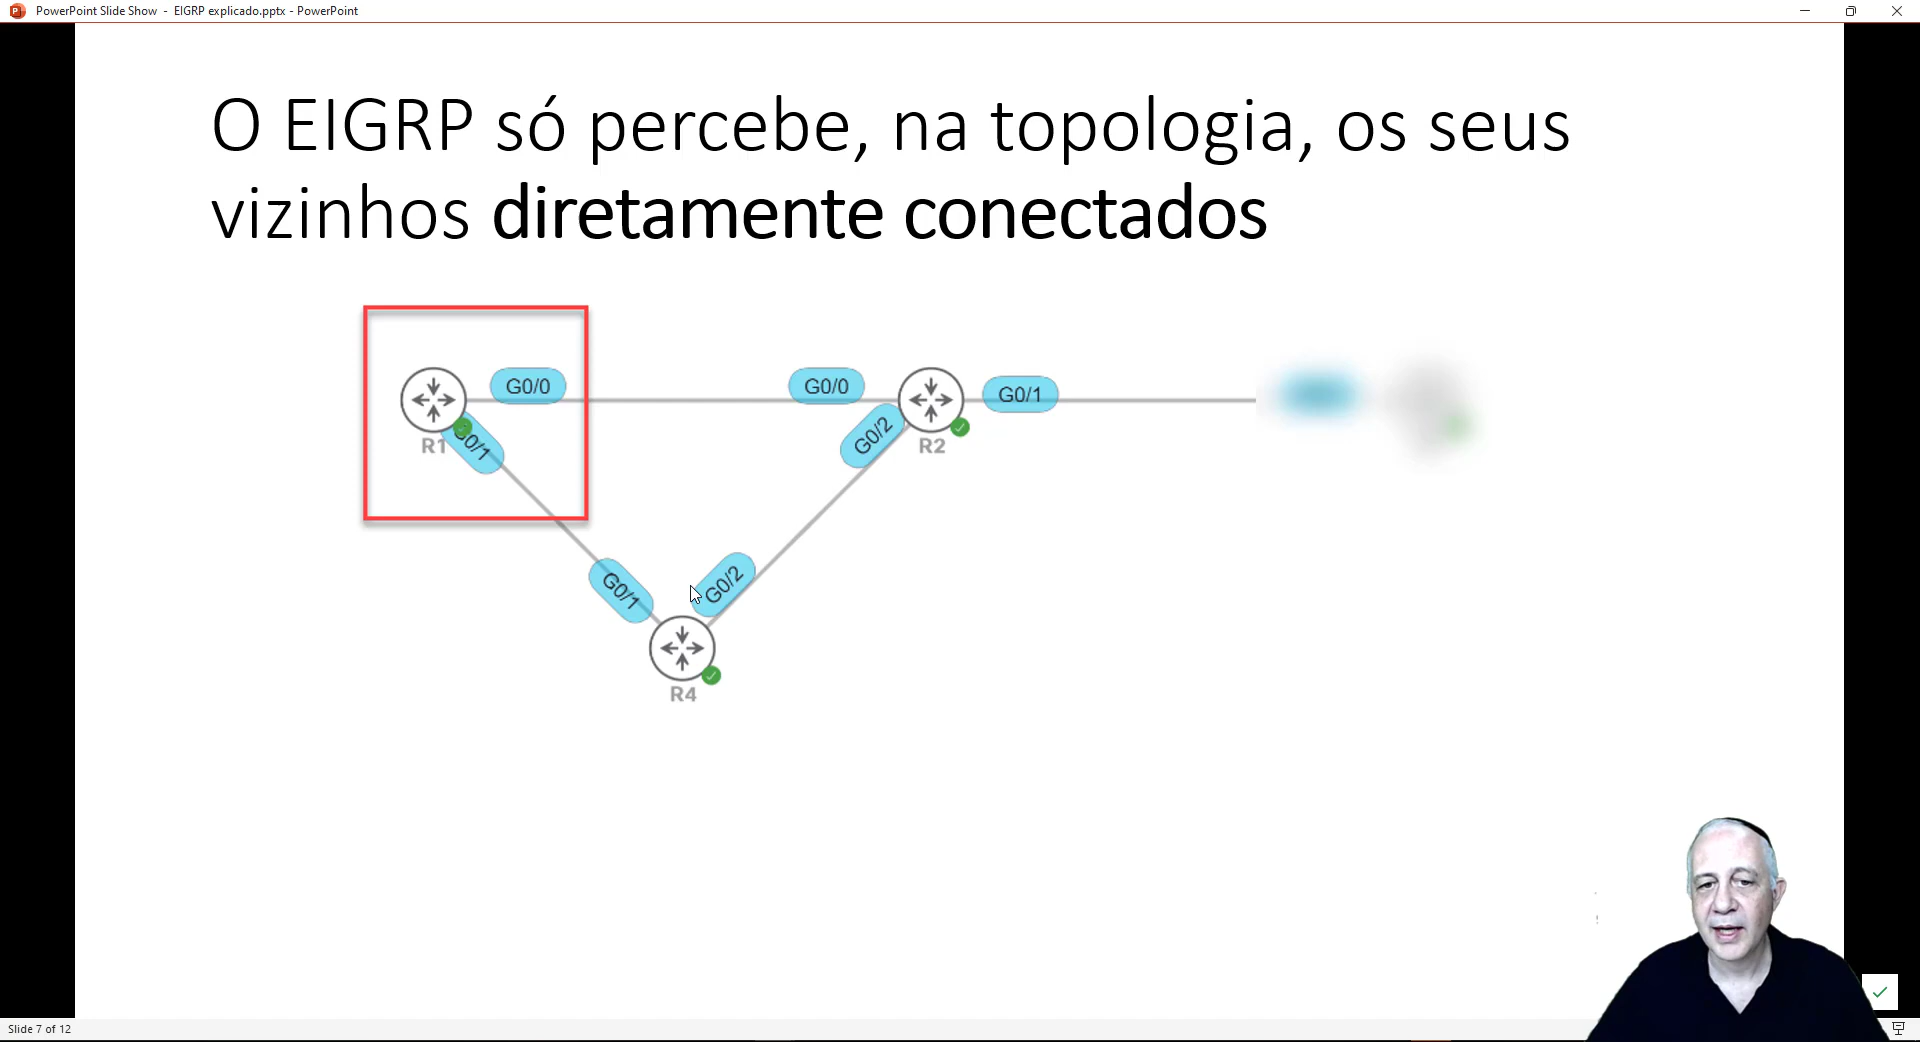 PowerPoint Slide Show - EIGRP explicado.pptx - PowerPoint
O EIGRP só percebe, na topologia, os seus
vizinhos diretamente conectados
G0/0
G0/0
G0/1
R1
G0/1
G0/2
R2
G0/1
G0/2
R4
Slide 7 of 12